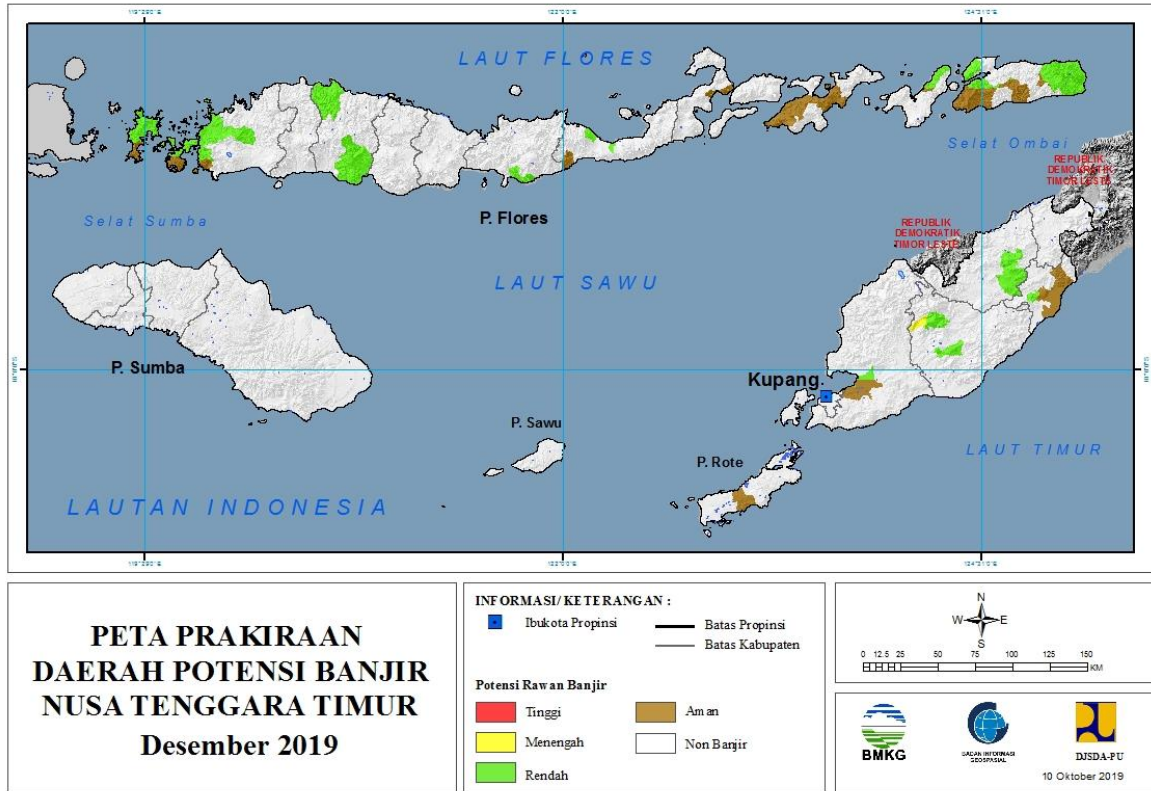 LAUT FLORES
Selat Ombai
REPUBLIK
DEMOKRATIK
TIMOR LESTE
P. Flores
Selat Sumba
REPUBLIK
DEMOKRATIK
TIMOR LESTE
LAUT SAWU
P. Sumba
Kupang
P. Sawu
P. Rote
LAUT TIMUR
LAUTAN INDONESIA
PETA PRAKIRAAN
DAERAH POTENSI BANJIR
NUSA TENGGARA TIMUR
Desember 2019
INFORMASI/ KETERANGAN :
Ibukota Propinsi
Batas Propinsi
Batas Kabupaten
Potensi Rawan Banjir
Tinggi
Aman
Menengah
Non Banjir
Rendah
N
W E
S
0 12.5 25 50 75 100 125 150
KM
BMKG
BADAN INFORMASI
GEOSPASIAL
DJSDA-PU
10 Oktober 2019